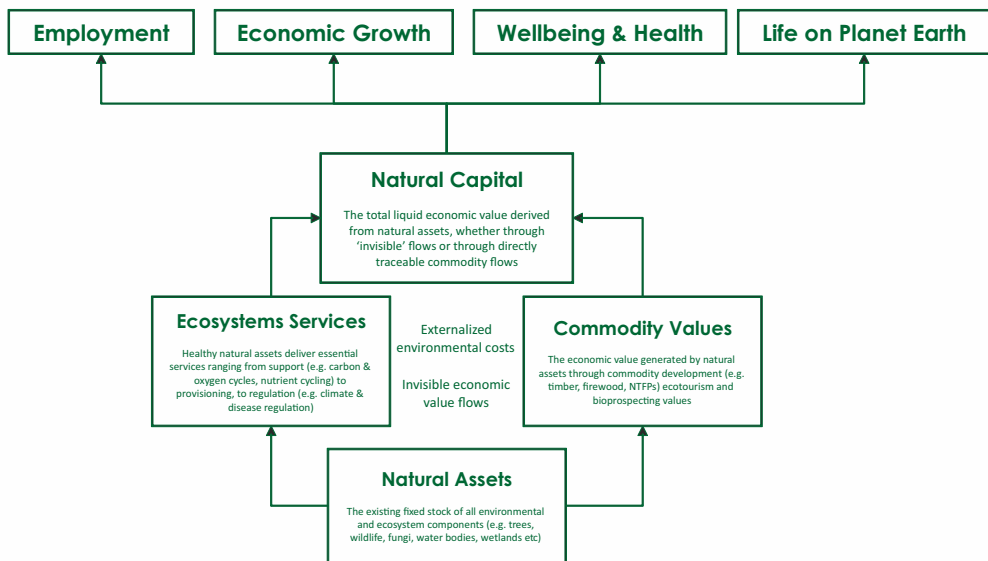 Employment
Economic Growth
Wellbeing & Health
Life on Planet Earth
Natural Capital
The total liquid economic value derived
from natural assets, whether through
‘invisible’ flows or through directly
traceable commodity flows
Ecosystems Services
Healthy natural assets deliver essential
services ranging from support (e.g. carbon &
oxygen cycles, nutrient cycling) to
provisioning, to regulation (e.g. climate &
disease regulation)
Externalized
environmental costs
Invisible economic
value flows
Commodity Values
The economic value generated by natural
assets through commodity development (e.g.
timber, firewood, NTFPs) ecotourism and
bioprospecting values
Natural Assets
The existing fixed stock of all environmental
and ecosystem components (e.g. trees,
wildlife, fungi, water bodies, wetlands etc)